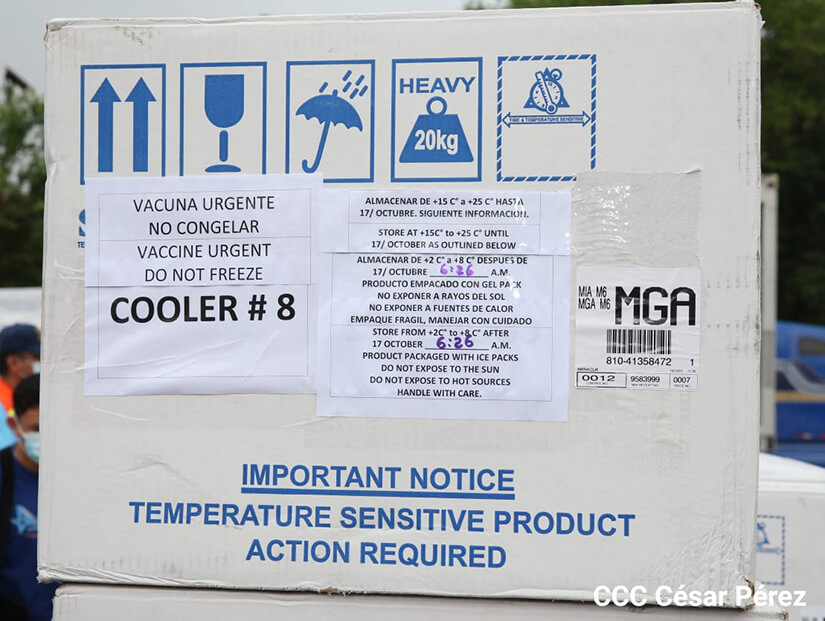 HEAVY
20kg
TIME & TEMPERATURE SENSITIVE
VACUNA URGENTE
NO CONGELAR
VACCINE URGENT
DO NOT FREEZE
COOLER # 8
ALMACENAR DE +15 C° a +25 C° HASTA
17/ OCTUBRE. SIGUIENTE INFORMACION.
STORE AT +15C° to +25 C° UNTIL
17/ OCTOBER AS OUTLINED BELOW
ALMACENAR DE +2 C° a +8 C° DESPUES DE
17/ OCTUBRE 6:26 A.M.
PRODUCTO EMPACADO CON GEL PACK
NO EXPONER A RAYOS DEL SOL
NO EXPONER A FUENTES DE CALOR
EMPAQUE FRAGIL, MANEJAR CON CUIDADO
STORE FROM +2C° to +8 C° AFTER
17 OCTOBER 6:26 A.M.
PRODUCT PACKAGED WITH ICE PACKS
DO NOT EXPOSE TO THE SUN
DO NOT EXPOSE TO HOT SOURCES
HANDLE WITH CARE.
MIA M6
MGA M6
MGA
810-41358472 1
MANAGUA
0012 9583999 0007
IMPORTANT NOTICE
TEMPERATURE SENSITIVE PRODUCT
ACTION REQUIRED
CCC César Pérez